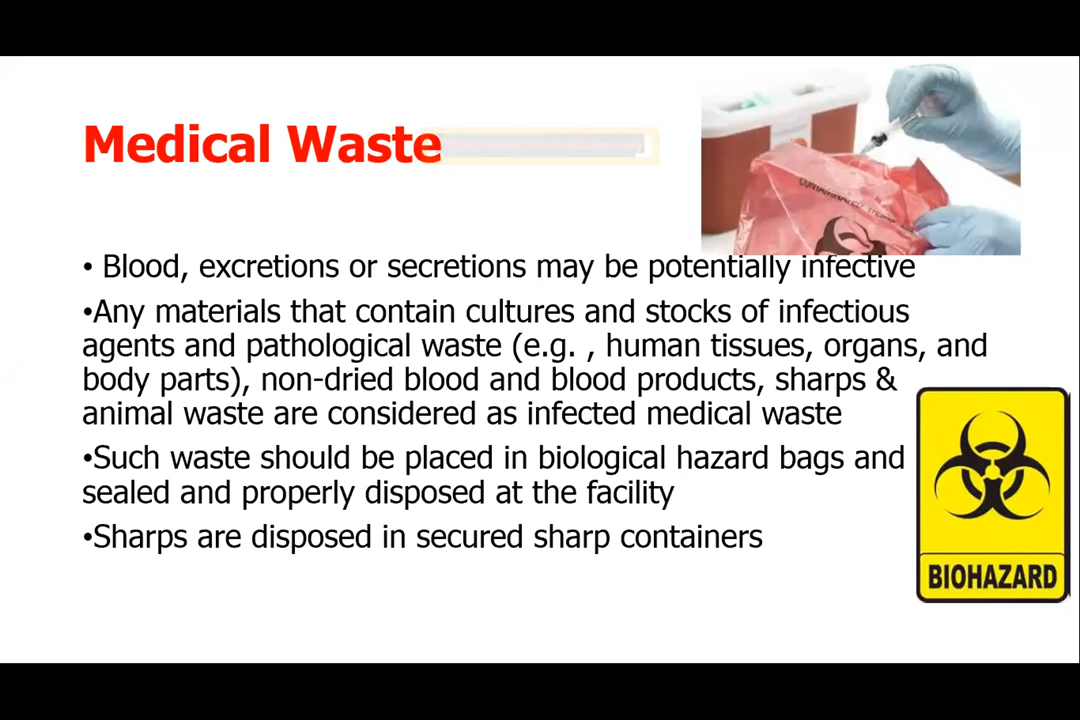 Medical Waste
• Blood, excretions or secretions may be potentially infective
•Any materials that contain cultures and stocks of infectious
agents and pathological waste (e.g. , human tissues, organs, and
body parts), non-dried blood and blood products, sharps &
animal waste are considered as infected medical waste
•Such waste should be placed in biological hazard bags and
sealed and properly disposed at the facility
•Sharps are disposed in secured sharp containers
BIOHAZARD